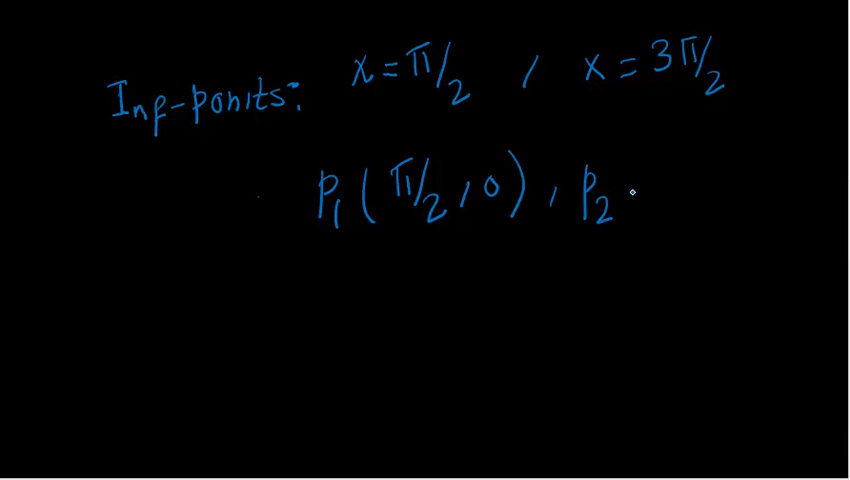 Inf-ponits: x = π/2 , x = 3π/2
P₁ ( π/2 , 0 ) , P₂